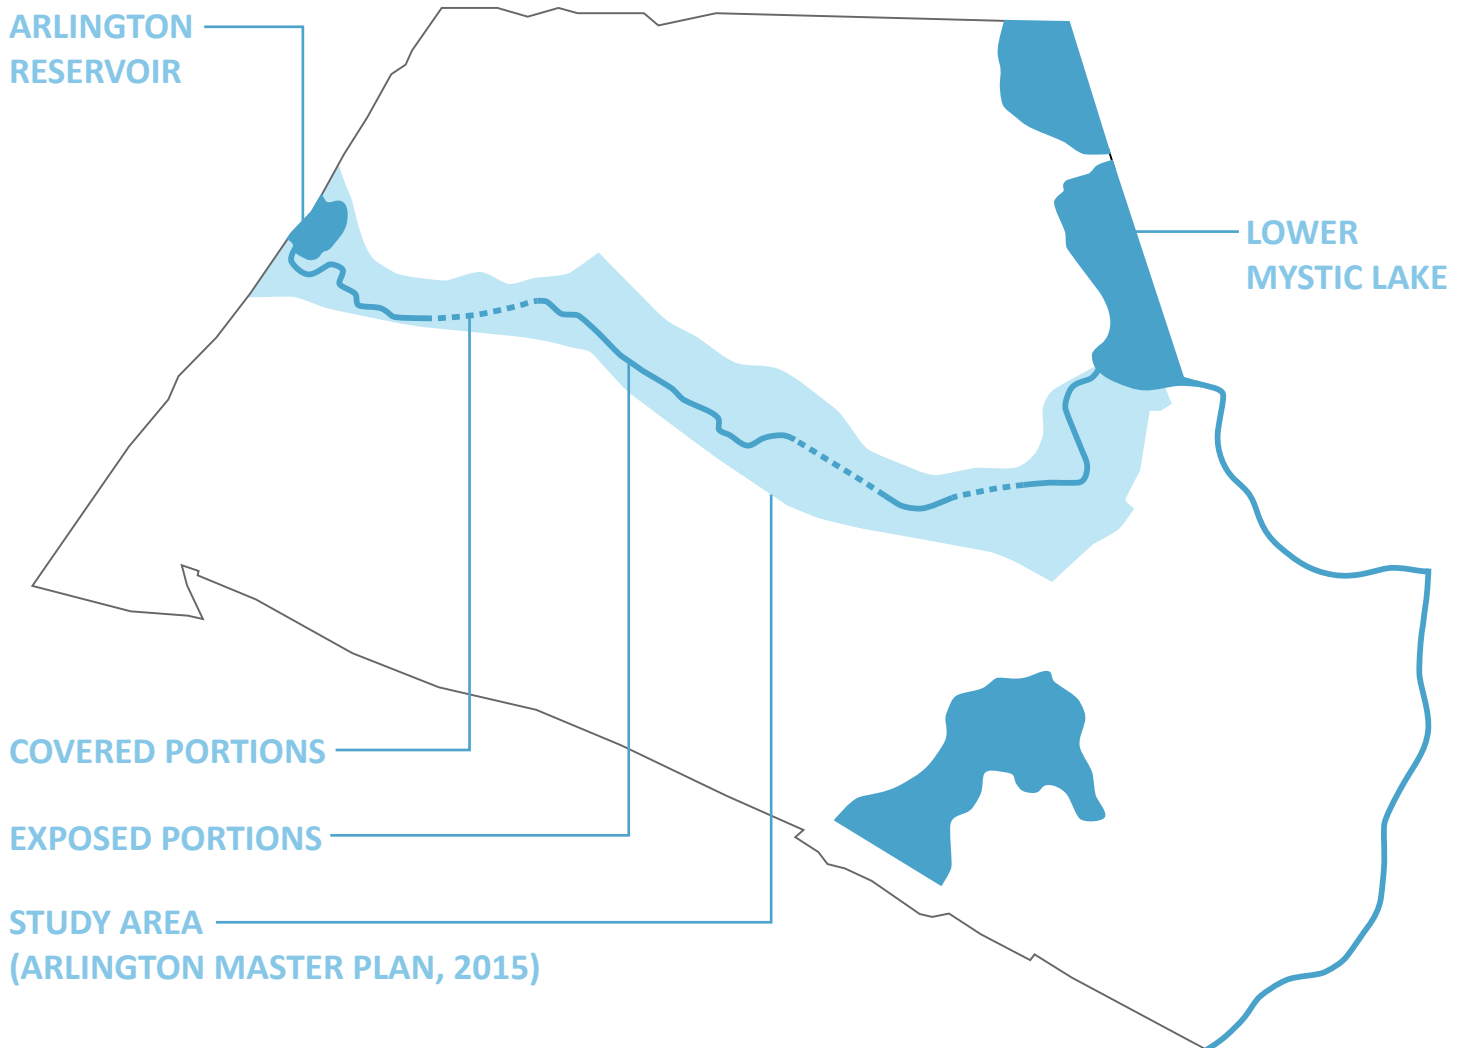 ARLINGTON
RESERVOIR
LOWER
MYSTIC LAKE
COVERED PORTIONS
EXPOSED PORTIONS
STUDY AREA
(ARLINGTON MASTER PLAN, 2015)